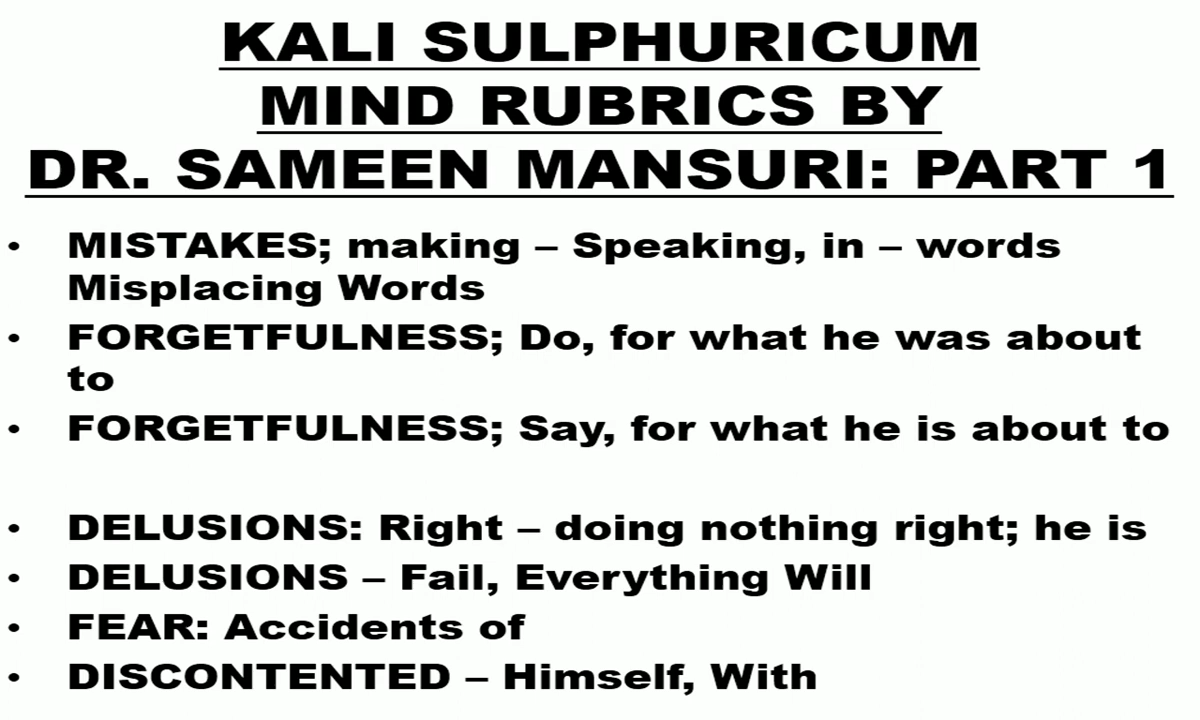 KALI SULPHURICUM
MIND RUBRICS BY
DR. SAMEEN MANSURI: PART 1
• MISTAKES; making – Speaking, in – words
Misplacing Words
• FORGETFULNESS; Do, for what he was about
to
• FORGETFULNESS; Say, for what he is about to
• DELUSIONS: Right – doing nothing right; he is
• DELUSIONS – Fail, Everything Will
• FEAR: Accidents of
• DISCONTENTED – Himself, With